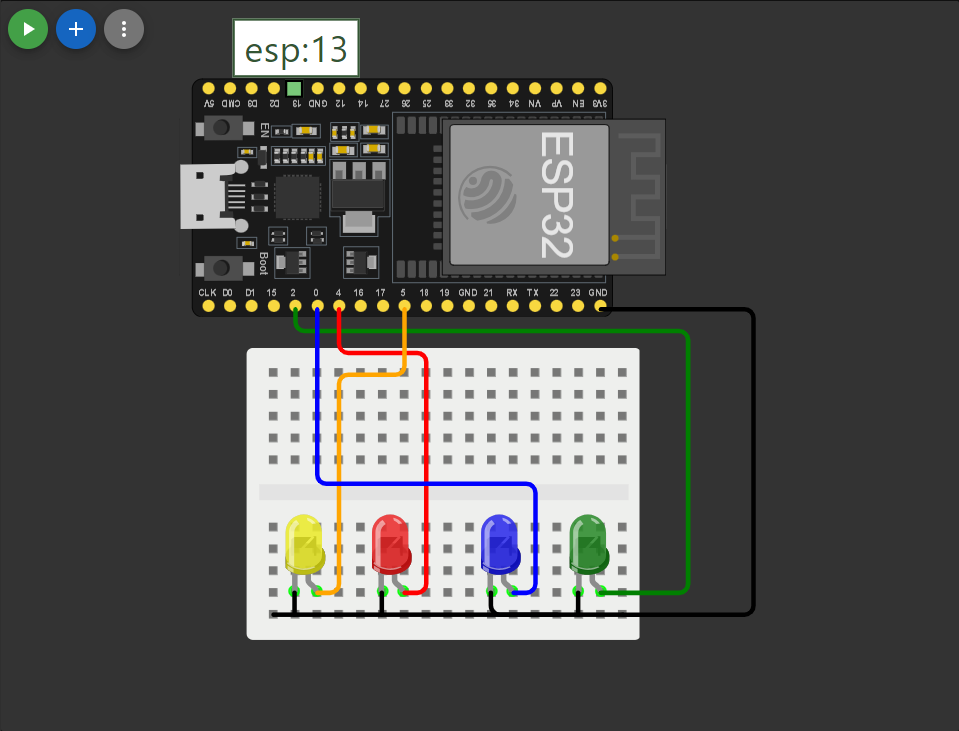 esp:13
5V CMD D3 D2 13 GND 12 14 27 26 25 33 32 35 34 VN VP EN 3V3
EN
ESP32
Boot
CLK D0 D1 15 2 0 4 16 17 5 18 19 GND 21 RX TX 22 23 GND